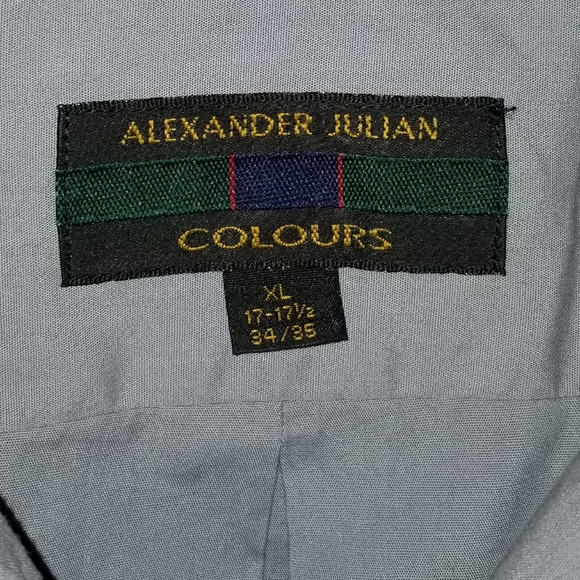 ALEXANDER JULIAN
COLOURS
XL
17-17½
34/35